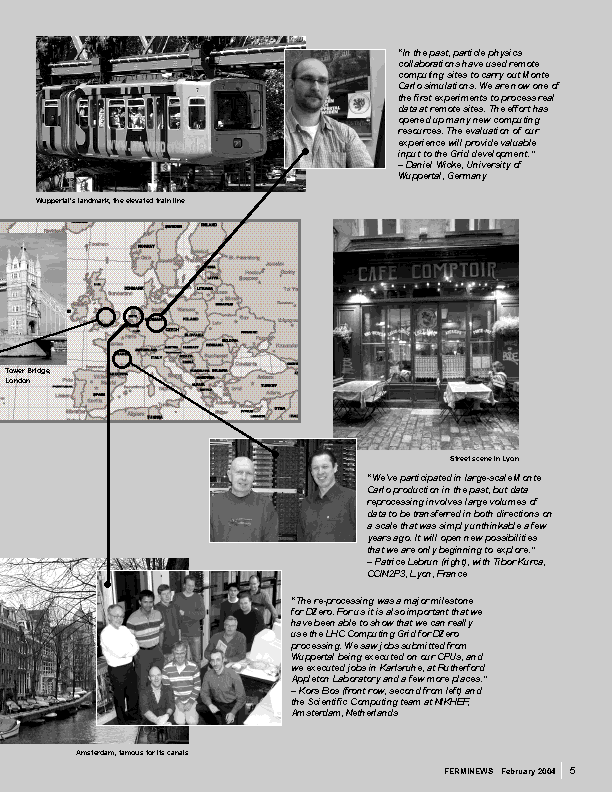 "In the past, particle physics
collaborations have used remote
computing sites to carry out Monte
Carlo simulations. We are now one of
the first experiments to process real
data at remote sites. The effort has
opened up many new computing
resources. The evaluation of our
experience will provide valuable
input to the Grid development."
– Daniel Wicke, University of
Wuppertal, Germany
Wuppertal's landmark, the elevated train line
CAFE COMPTOIR
Tower Bridge,
London
Street scene in Lyon
"We've participated in large-scale Monte
Carlo production in the past, but data
reprocessing involves large volumes of
data to be transferred in both directions on
a scale that was simply unthinkable a few
years ago. It will open new possibilities
that we are only beginning to explore."
– Patrice Lebrun (right), with Tibor Kurca,
CCIN2P3, Lyon, France
"The re-processing was a major milestone
for DZero. For us it is also important that we
have been able to show that we can really
use the LHC Computing Grid for DZero
processing. We saw jobs submitted from
Wuppertal being executed on our CPUs, and
we executed jobs in Karlsruhe, at Rutherford
Appleton Laboratory and a few more places."
– Kors Bos (front row, second from left) and
the Scientific Computing team at NIKHEF,
Amsterdam, Netherlands
Amsterdam, famous for its canals
FERMINEWS February 2004 5